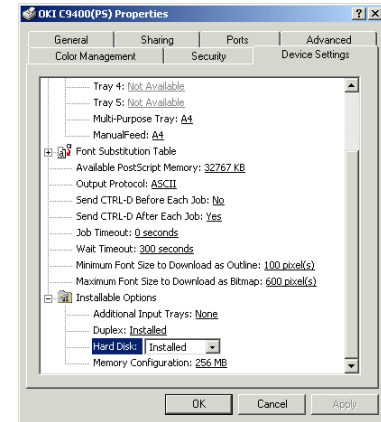 OKI C9400(PS) Properties
General Sharing Ports Advanced
Color Management Security Device Settings
Tray 4: Not Available
Tray 5: Not Available
Multi-Purpose Tray: A4
ManualFeed: A4
Font Substitution Table
Available PostScript Memory: 32767 KB
Output Protocol: ASCII
Send CTRL-D Before Each Job: No
Send CTRL-D After Each Job: Yes
Job Timeout: 0 seconds
Wait Timeout: 300 seconds
Minimum Font Size to Download as Outline: 100 pixel(s)
Maximum Font Size to Download as Bitmap: 600 pixel(s)
Installable Options
Additional Input Trays: None
Duplex: Installed
Hard Disk: Installed
Memory Configuration: 256 MB
OK Cancel Apply